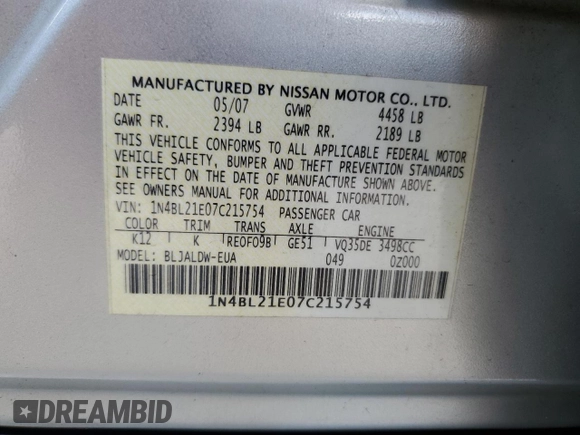 MANUFACTURED BY NISSAN MOTOR CO., LTD.
DATE 05/07 GVWR 4458 LB
GAWR FR. 2394 LB GAWR RR. 2189 LB
THIS VEHICLE CONFORMS TO ALL APPLICABLE FEDERAL MOTOR
VEHICLE SAFETY, BUMPER AND THEFT PREVENTION STANDARDS
IN EFFECT ON THE DATE OF MANUFACTURE SHOWN ABOVE.
SEE OWNERS MANUAL FOR ADDITIONAL INFORMATION.
VIN: 1N4BL21E07C215754 PASSENGER CAR
COLOR TRIM TRANS AXLE ENGINE
K12 K RE0F09B GE51 VQ35DE 3498CC
MODEL: BLJALDW-EUA 049 0Z000
1N4BL21E07C215754
DREAMBID